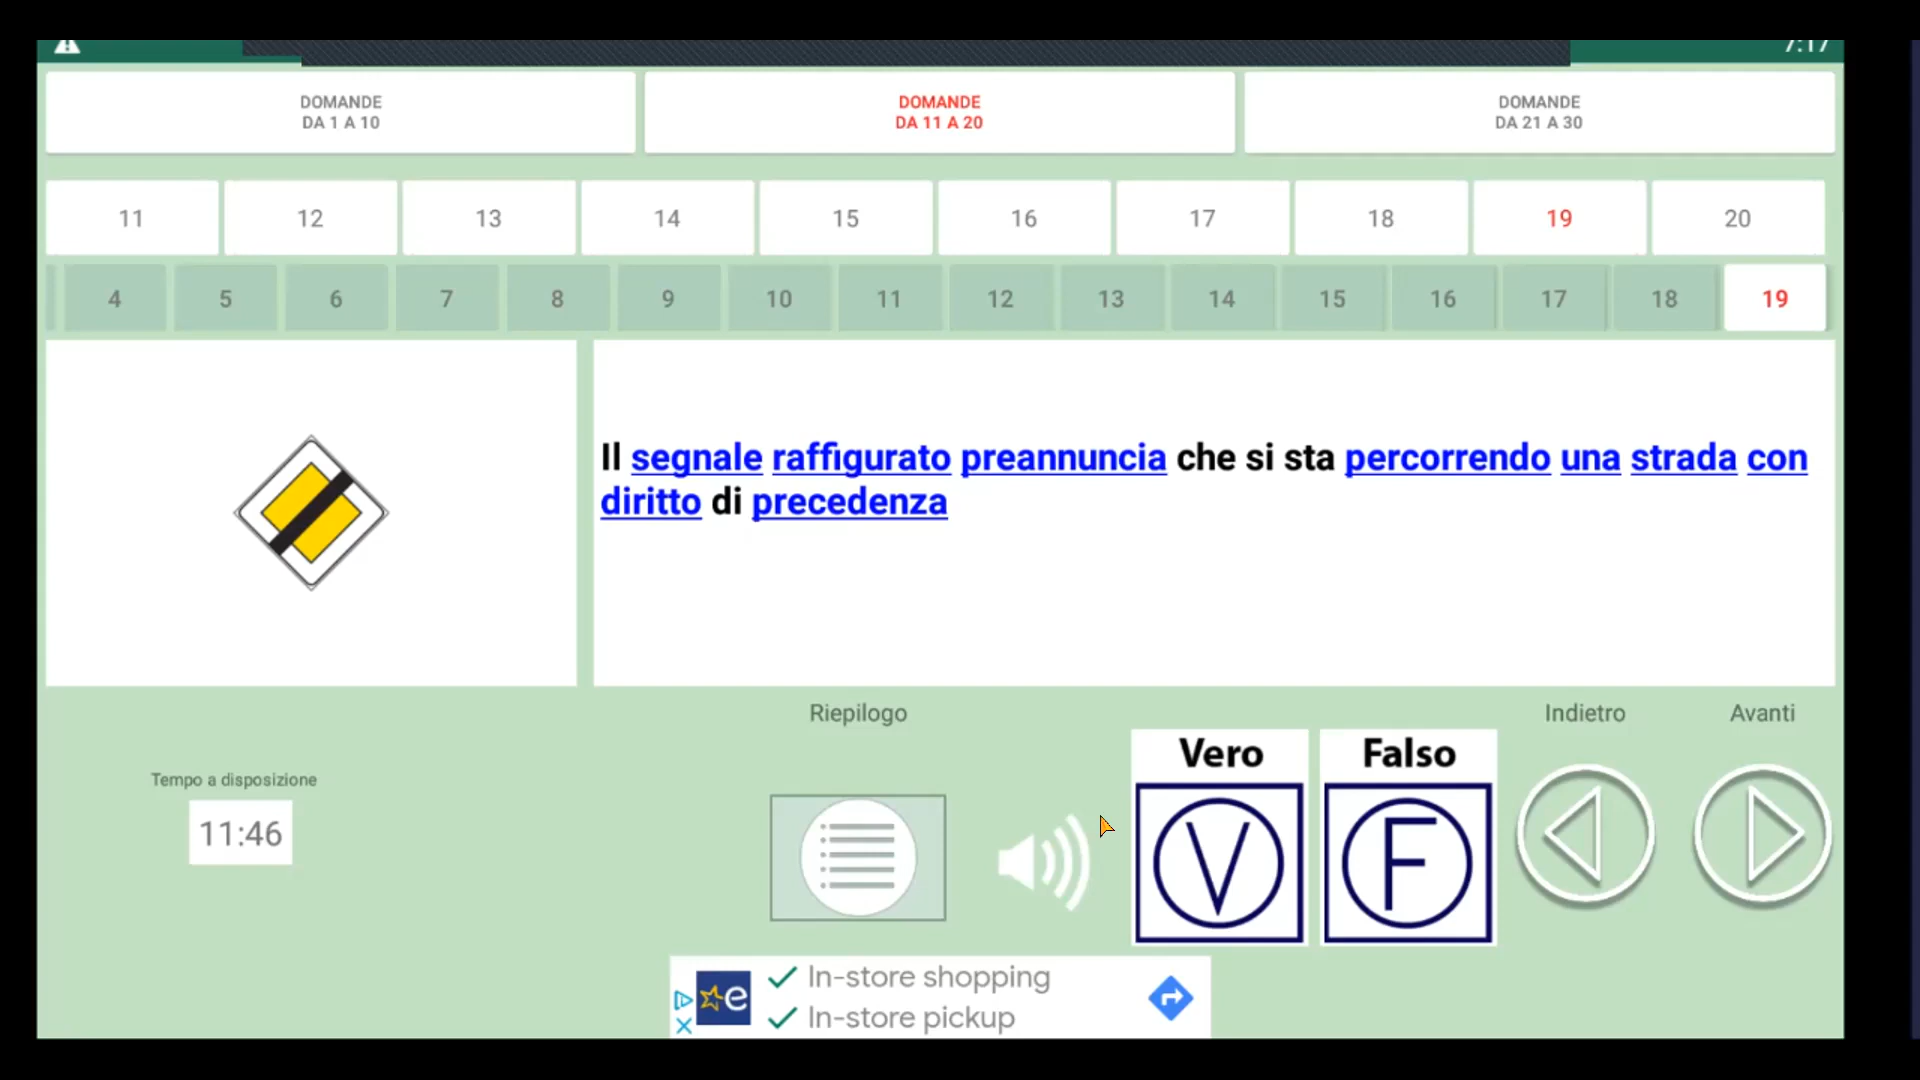 7:17
DOMANDE
DA 1 A 10
DOMANDE
DA 11 A 20
DOMANDE
DA 21 A 30
11 12 13 14 15 16 17 18 19 20
4 5 6 7 8 9 10 11 12 13 14 15 16 17 18 19
Il segnale raffigurato preannuncia che si sta percorrendo una strada con
diritto di precedenza
Riepilogo
Indietro
Avanti
Vero
Falso
Tempo a disposizione
11:46
V
F
e
In-store shopping
In-store pickup